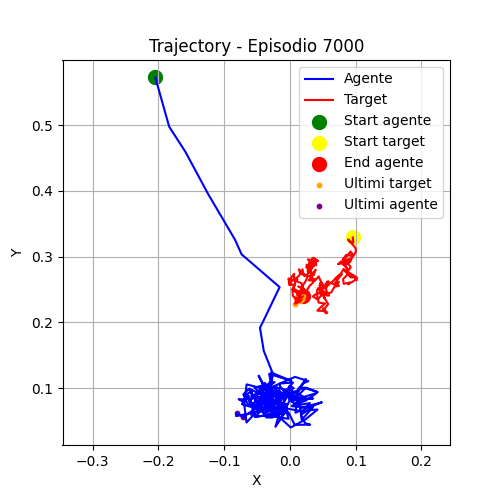 Trajectory - Episodio 7000
Agente
Target
Start agente
Start target
End agente
Ultimi target
Ultimi agente
Y
0.5
0.4
0.3
0.2
0.1
−0.3 −0.2 −0.1 0.0 0.1 0.2
X